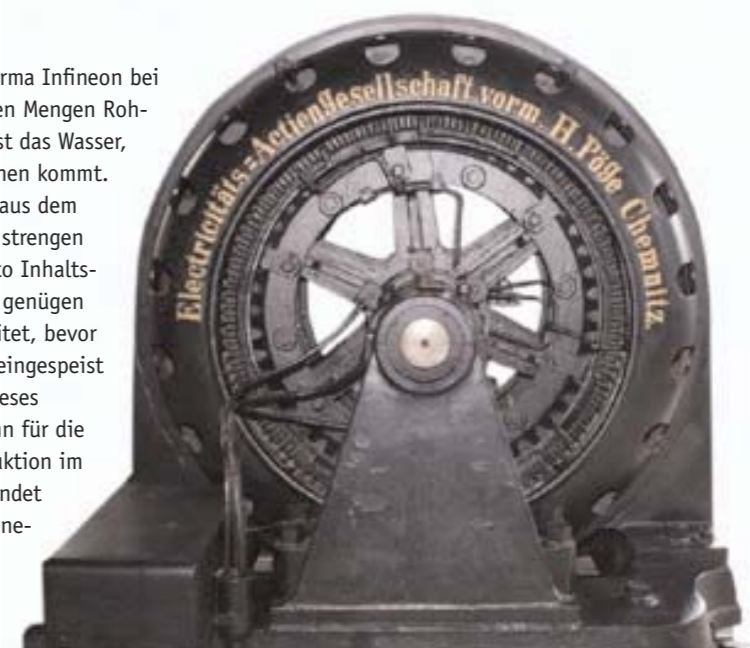 rma Infineon bei
en Mengen Roh-
st das Wasser,
nen kommt.
aus dem
strengen
to Inhalts-
genügen
itet, bevor
eingespeist
eses
nn für die
uktion im
ndet
ne-
Electricitäts=Actiengesellschaft vorm. H. Pöge Chemnitz.